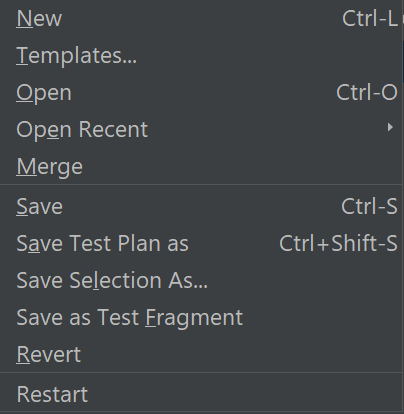 New Ctrl-L
Templates...
Open Ctrl-O
Open Recent
Merge
Save Ctrl-S
Save Test Plan as Ctrl+Shift-S
Save Selection As...
Save as Test Fragment
Revert
Restart